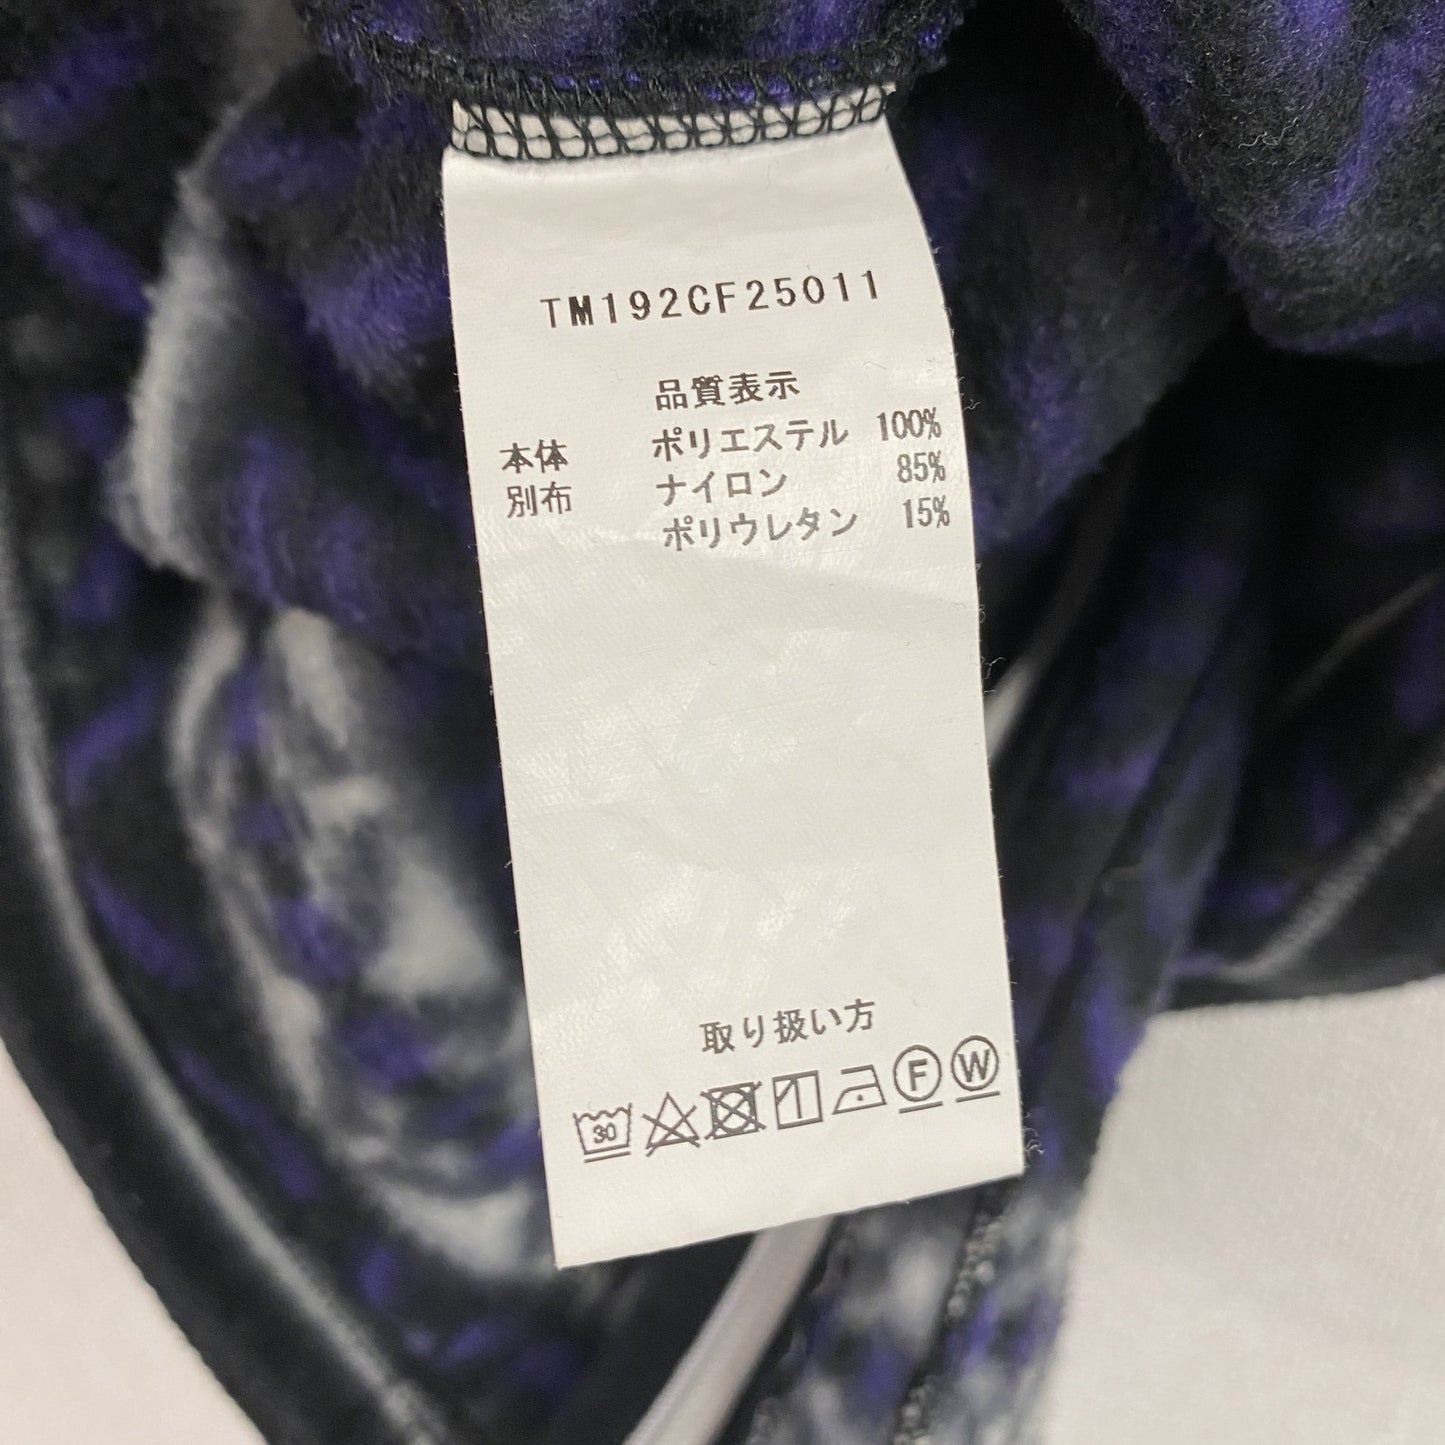 TM192CF25011
品質表示
本体 ポリエステル 100%
別布 ナイロン 85%
ポリウレタン 15%
取り扱い方
30 F W